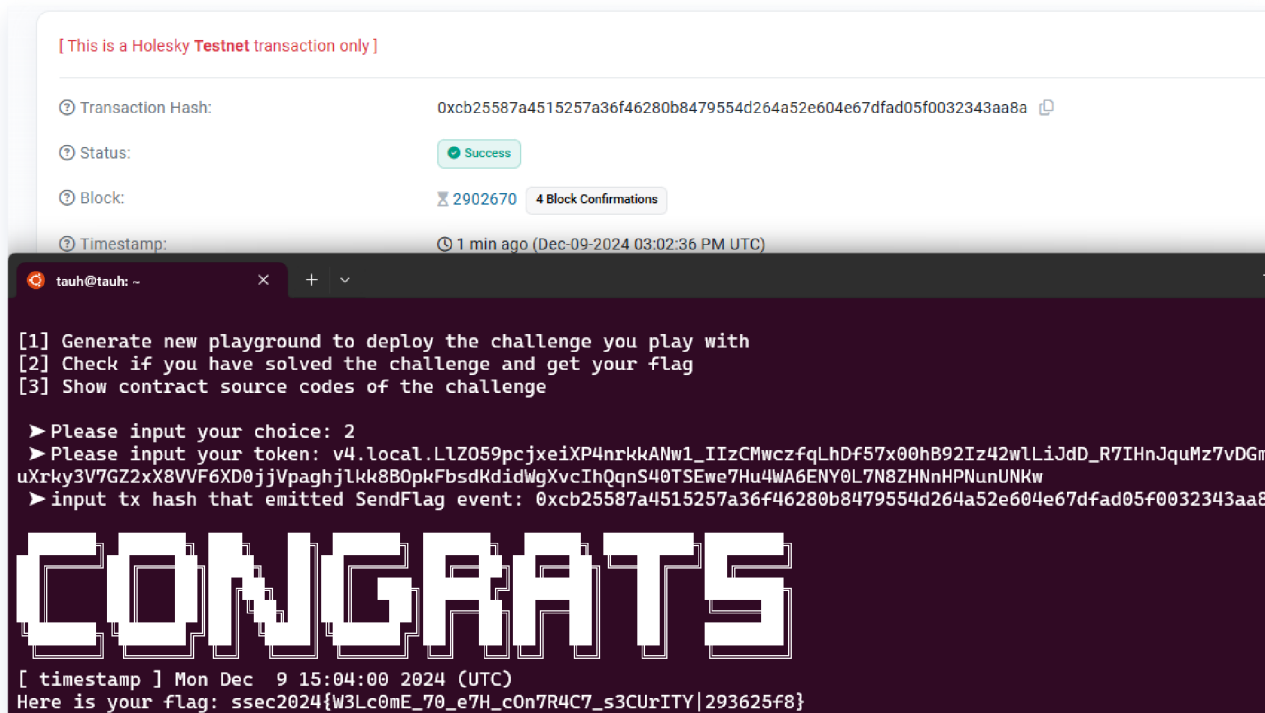 [ This is a Holesky Testnet transaction only ]
Transaction Hash: 0xcb25587a4515257a36f46280b8479554d264a52e604e67dfad05f0032343aa8a
Status: Success
Block: 2902670 4 Block Confirmations
Timestamp: 1 min ago (Dec-09-2024 03:02:36 PM UTC)
tauh@tauh: ~
[1] Generate new playground to deploy the challenge you play with
[2] Check if you have solved the challenge and get your flag
[3] Show contract source codes of the challenge
➤ Please input your choice: 2
➤ Please input your token: v4.local.LlZO59pcjxeiXP4nrkkANw1_IIzCMwczfqLhDf57x00hB92Iz42wlLiJdD_R7IHnJquMz7vDGm
uXrky3V7GZ2xX8VVF6XD0jjVpaghjlkk8BOpkFbsdKdidWgXvcIhQqnS40TSEwe7Hu4WA6ENY0L7N8ZHNnHPNunUNKw
➤ input tx hash that emitted SendFlag event: 0xcb25587a4515257a36f46280b8479554d264a52e604e67dfad05f0032343aa8
CONGRATS
[ timestamp ] Mon Dec  9 15:04:00 2024 (UTC)
Here is your flag: ssec2024{W3Lc0mE_70_e7H_cOn7R4C7_s3CUrITY|293625f8}